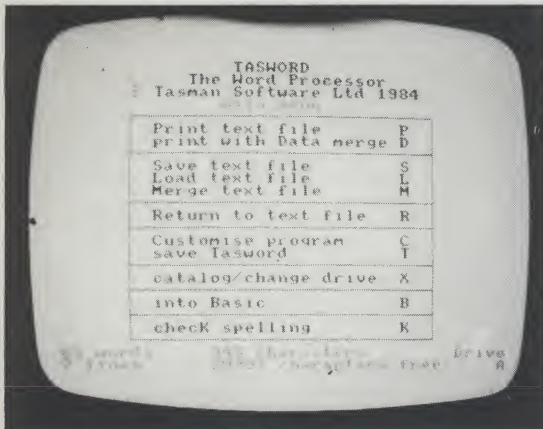 TASWORD
The Word Processor
Tasman Software Ltd 1984
Print text file P
print with Data merge D
Save text file S
Load text file L
Merge text file M
Return to text file R
Customise program C
save Tasword T
catalog/change drive X
into Basic B
checK spelling K
words characters Drive
characters free A